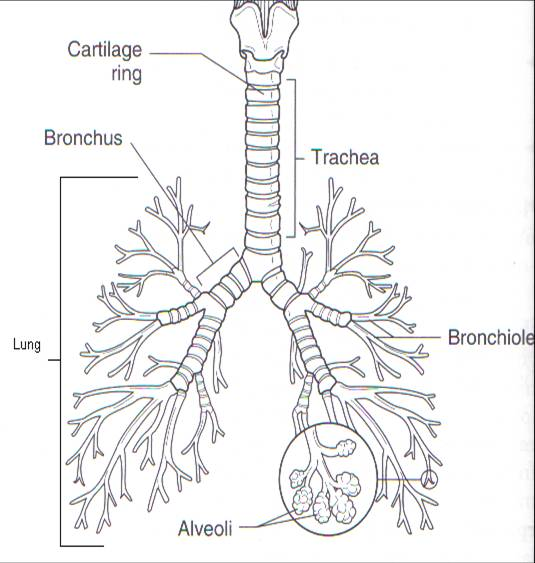 Cartilage
ring
Bronchus
Trachea
Lung
Bronchiole
Alveoli